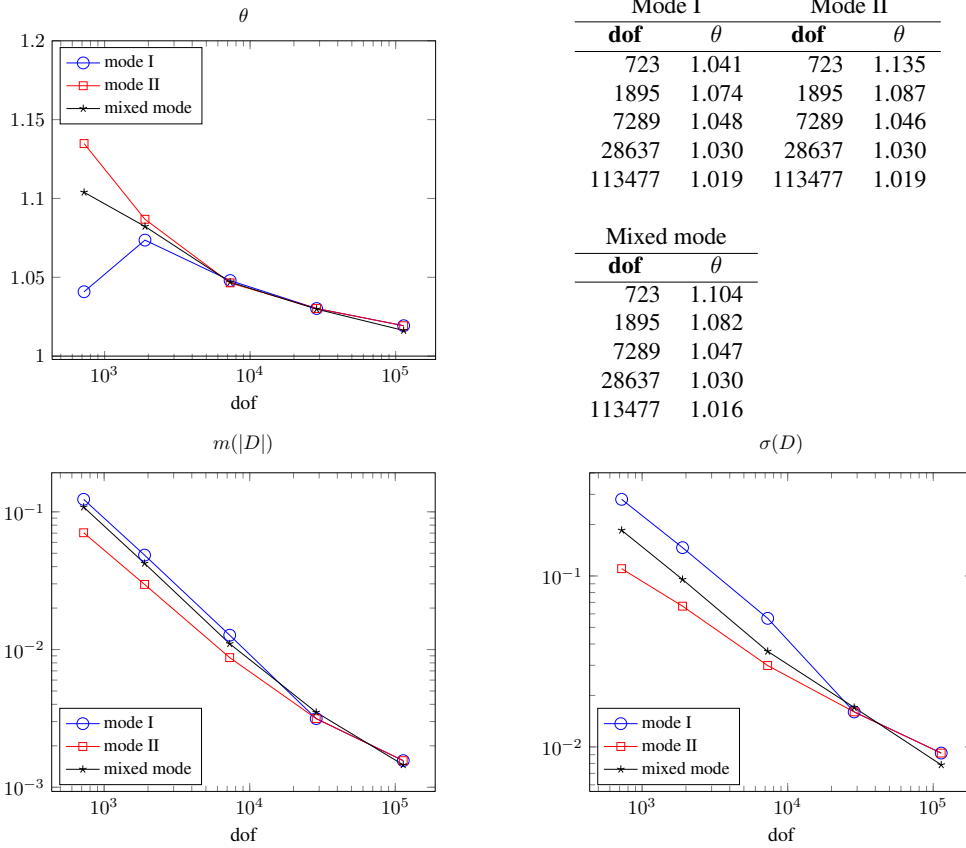 θ
1.2
1.15
1.1
1.05
1
mode I
mode II
mixed mode
10^3 10^4 10^5
dof
Mode I Mode II
dof θ dof θ
723 1.041 723 1.135
1895 1.074 1895 1.087
7289 1.048 7289 1.046
28637 1.030 28637 1.030
113477 1.019 113477 1.019
Mixed mode
dof θ
723 1.104
1895 1.082
7289 1.047
28637 1.030
113477 1.016
m(|D|)
10^-1
10^-2
10^-3
mode I
mode II
mixed mode
10^3 10^4 10^5
dof
σ(D)
10^-1
10^-2
mode I
mode II
mixed mode
10^3 10^4 10^5
dof